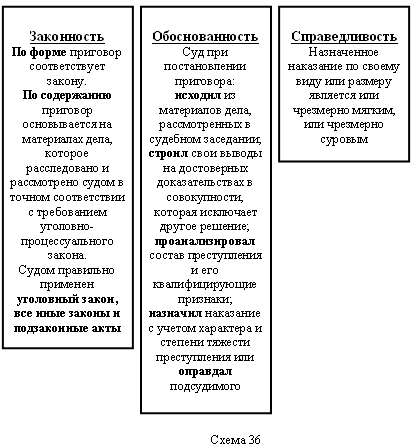 Законность
По форме приговор
соответствует
закону.
По содержанию
приговор
основывается на
материалах дела,
которое
расследовано и
рассмотрено судом в
точном соответствии
с требованием
уголовно-
процессуального
закона.
Судом правильно
применен
уголовный закон,
все иные законы и
подзаконные акты
Обоснованность
Суд при
постановлении
приговора:
исходил из
материалов дела,
рассмотренных в
судебном заседании;
строил свои выводы
на достоверных
доказательствах в
совокупности,
которая исключает
другое решение;
проанализировал
состав преступления
и его
квалифицирующие
признаки;
назначил наказание
с учетом характера и
степени тяжести
преступления или
оправдал
подсудимого
Справедливость
Назначенное
наказание по своему
виду или размеру
является или
чрезмерно мягким,
или чрезмерно
суровым
Схема 36